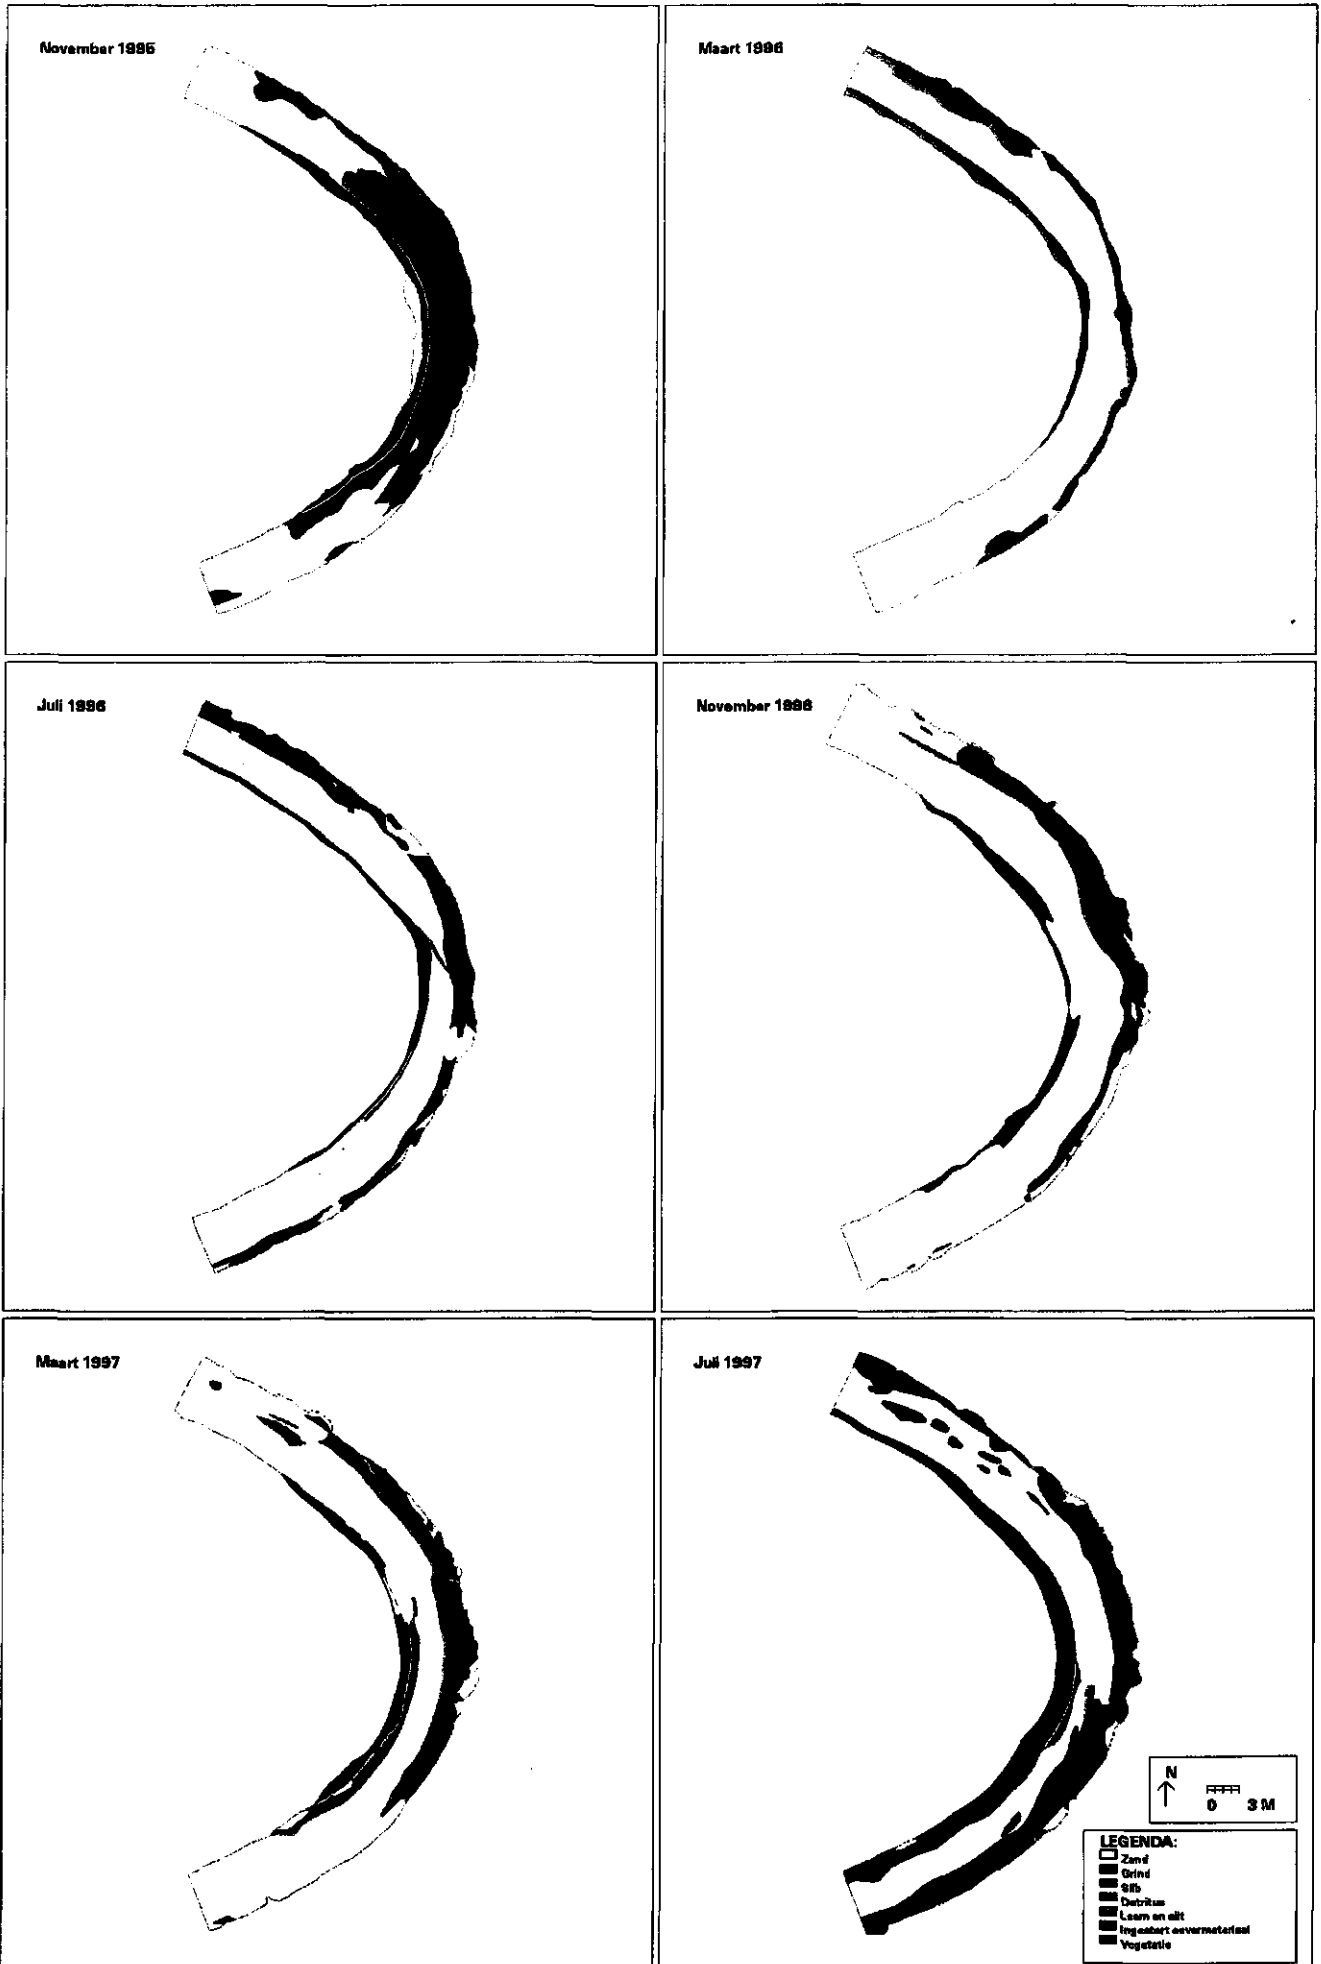 November 1995
Maart 1996
Juli 1996
November 1996
Maart 1997
Juli 1997
N
0 3 M
LEGENDA:
Zand
Grind
Slib
Detritus
Leem en slit
Ingestort oevermateriaal
Vegetatie